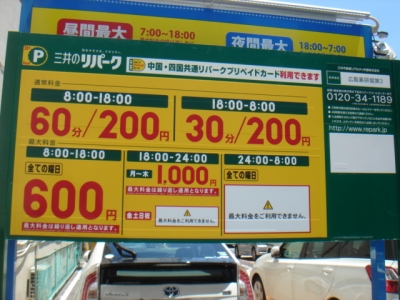 昼間最大 7:00~18:00
夜間最大 18:00~7:00
P 三井のリパーク 中国・四国共通リパークプリペイドカード利用できます
通常料金
8:00-18:00
60分/200円
18:00-8:00
30分/200円
最大料金
8:00-18:00
全ての曜日
600円
最大料金は繰り返し適用となります。
18:00-24:00
月~木 1,000円
最大料金は繰り返し適用となります。
金土日祝
最大料金をご利用できません。
24:00-8:00
全ての曜日
最大料金をご利用できません。
0120-34-1189
http://www.repark.jp